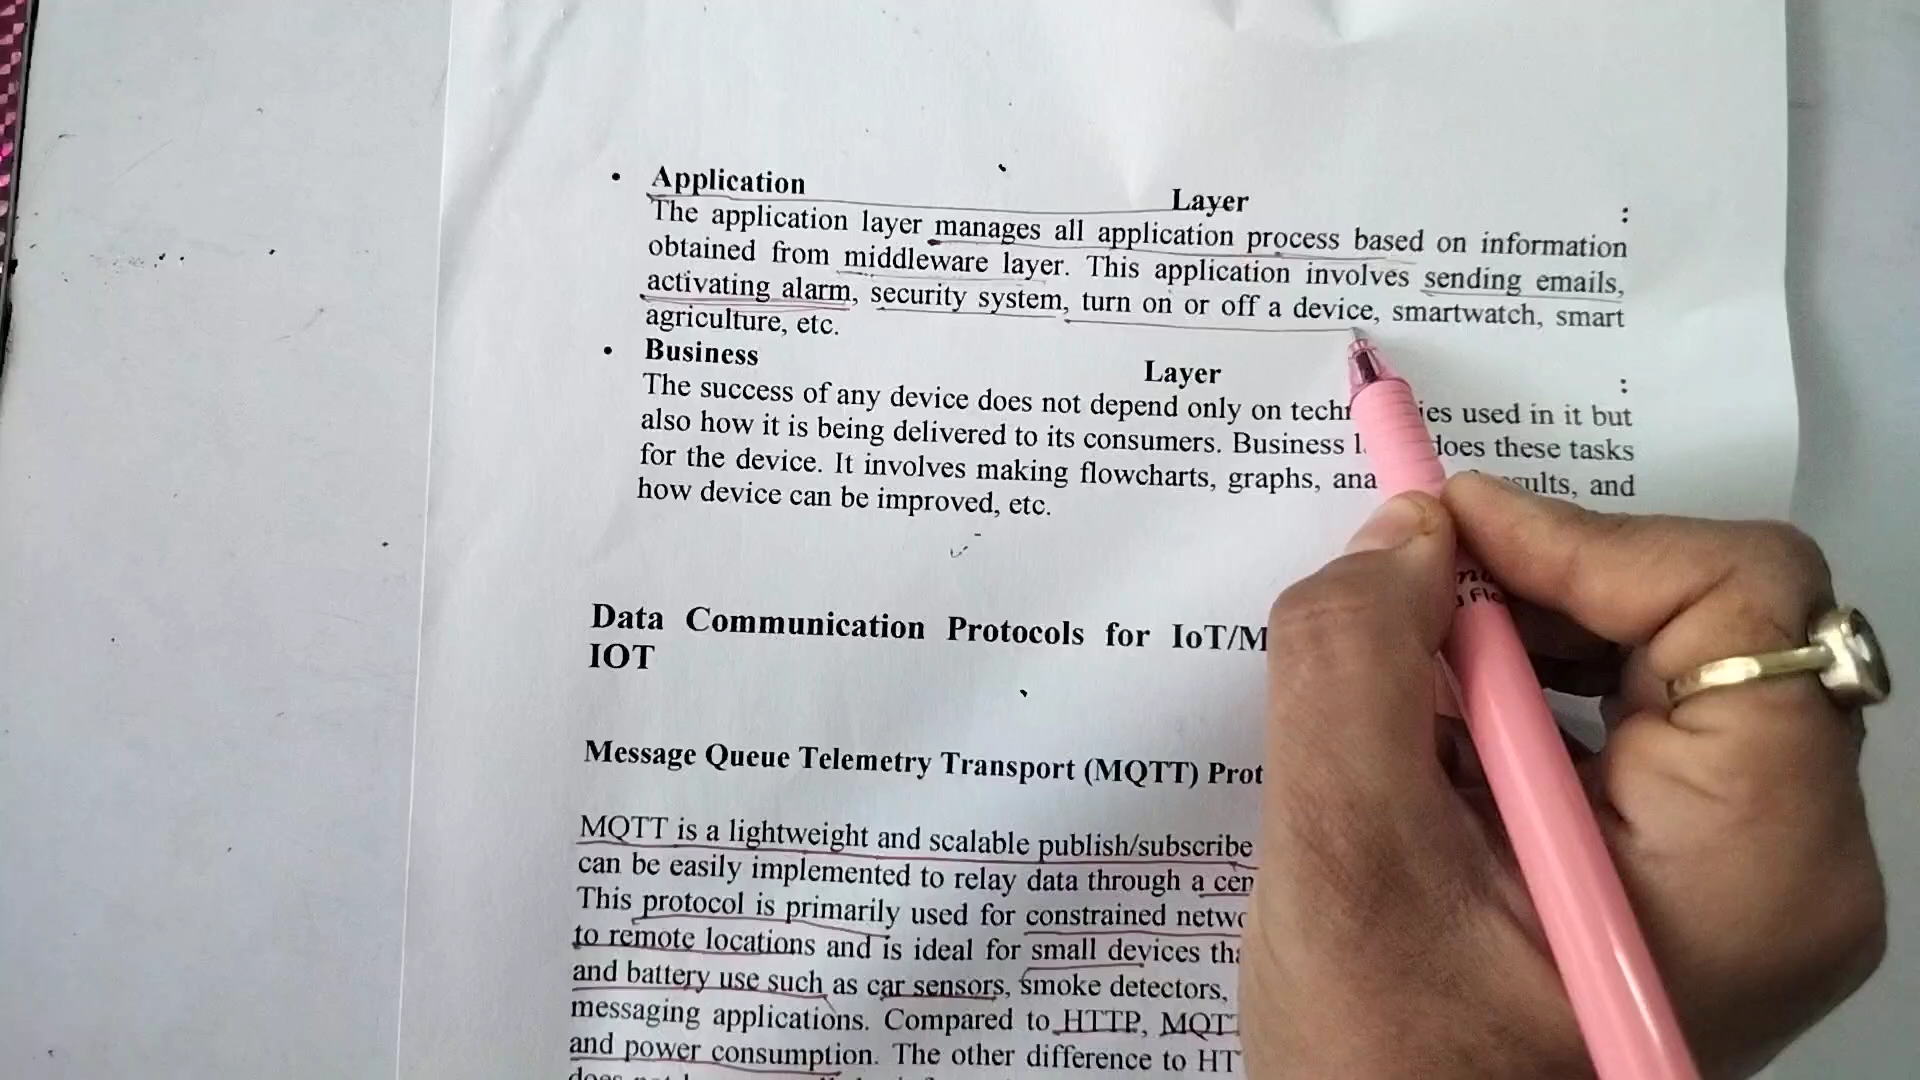 • Application Layer :
The application layer manages all application process based on information
obtained from middleware layer. This application involves sending emails,
activating alarm, security system, turn on or off a device, smartwatch, smart
agriculture, etc.
• Business Layer :
The success of any device does not depend only on used in it but
also how it is being delivered to its consumers. Business does these tasks
for the device. It involves making flowcharts, graphs, and
how device can be improved, etc.
Data Communication Protocols for IoT/M
IOT
Message Queue Telemetry Transport (MQTT) Prot
MQTT is a lightweight and scalable publish/subscribe
can be easily implemented to relay data through a cen
This protocol is primarily used for constrained netwo
to remote locations and is ideal for small devices tha
and battery use such as car sensors, smoke detectors,
messaging applications. Compared to HTTP, MQTT
and power consumption. The other difference to HT